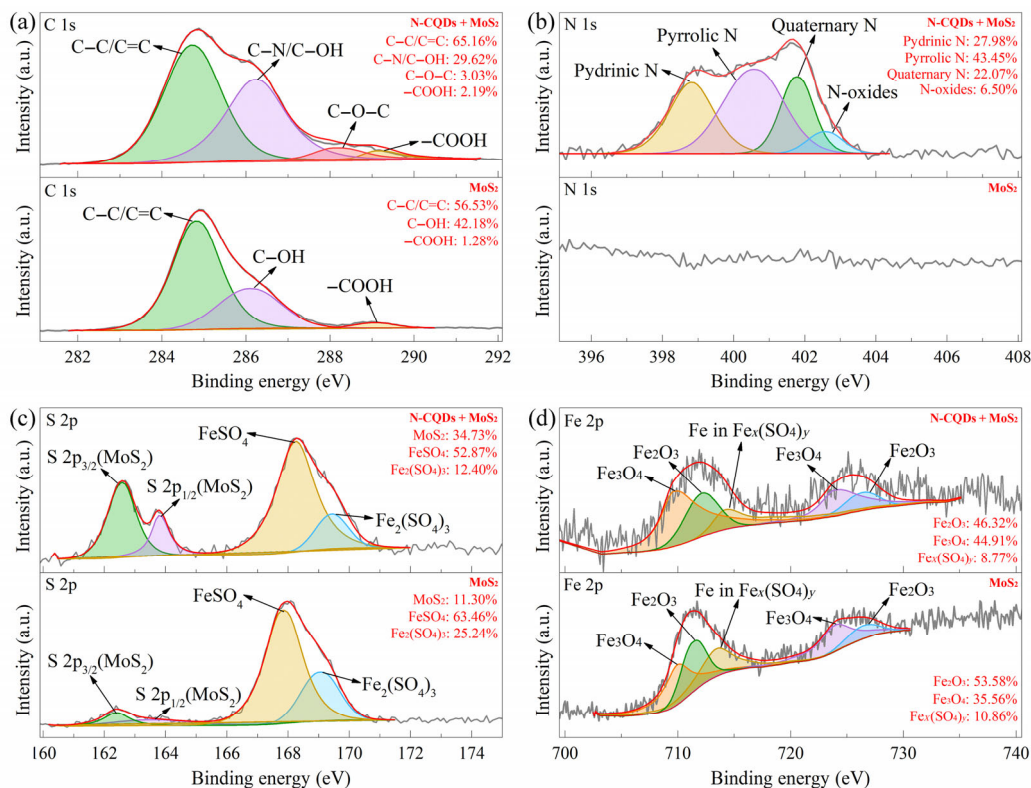 (a)
C 1s
N-CQDs + MoS₂
C−C/C=C: 65.16%
C−N/C−OH: 29.62%
C−O−C: 3.03%
−COOH: 2.19%
C−C/C=C
C−N/C−OH
C−O−C
−COOH
C 1s
MoS₂
C−C/C=C: 56.53%
C−OH: 42.18%
−COOH: 1.28%
C−C/C=C
C−OH
−COOH
Intensity (a.u.)
Intensity (a.u.)
282 284 286 288 290 292
Binding energy (eV)
(b)
N 1s
N-CQDs + MoS₂
Pydrinic N: 27.98%
Pyrrolic N: 43.45%
Quaternary N: 22.07%
N-oxides: 6.50%
Pydrinic N
Pyrrolic N
Quaternary N
N-oxides
N 1s
MoS₂
Intensity (a.u.)
Intensity (a.u.)
396 398 400 402 404 406 408
Binding energy (eV)
(c)
S 2p
N-CQDs + MoS₂
MoS₂: 34.73%
FeSO₄: 52.87%
Fe₂(SO₄)₃: 12.40%
S 2p₃/₂(MoS₂)
S 2p₁/₂(MoS₂)
FeSO₄
Fe₂(SO₄)₃
S 2p
MoS₂
MoS₂: 11.30%
FeSO₄: 63.46%
Fe₂(SO₄)₃: 25.24%
S 2p₃/₂(MoS₂)
S 2p₁/₂(MoS₂)
FeSO₄
Fe₂(SO₄)₃
Intensity (a.u.)
Intensity (a.u.)
160 162 164 166 168 170 172 174
Binding energy (eV)
(d)
Fe 2p
N-CQDs + MoS₂
Fe₃O₄
Fe₂O₃
Fe in Fex(SO₄)y
Fe₃O₄
Fe₂O₃
Fe₂O₃: 46.32%
Fe₃O₄: 44.91%
Fex(SO₄)y: 8.77%
Fe 2p
MoS₂
Fe₃O₄
Fe₂O₃
Fe in Fex(SO₄)y
Fe₃O₄
Fe₂O₃
Fe₂O₃: 53.58%
Fe₃O₄: 35.56%
Fex(SO₄)y: 10.86%
Intensity (a.u.)
Intensity (a.u.)
700 710 720 730 740
Binding energy (eV)